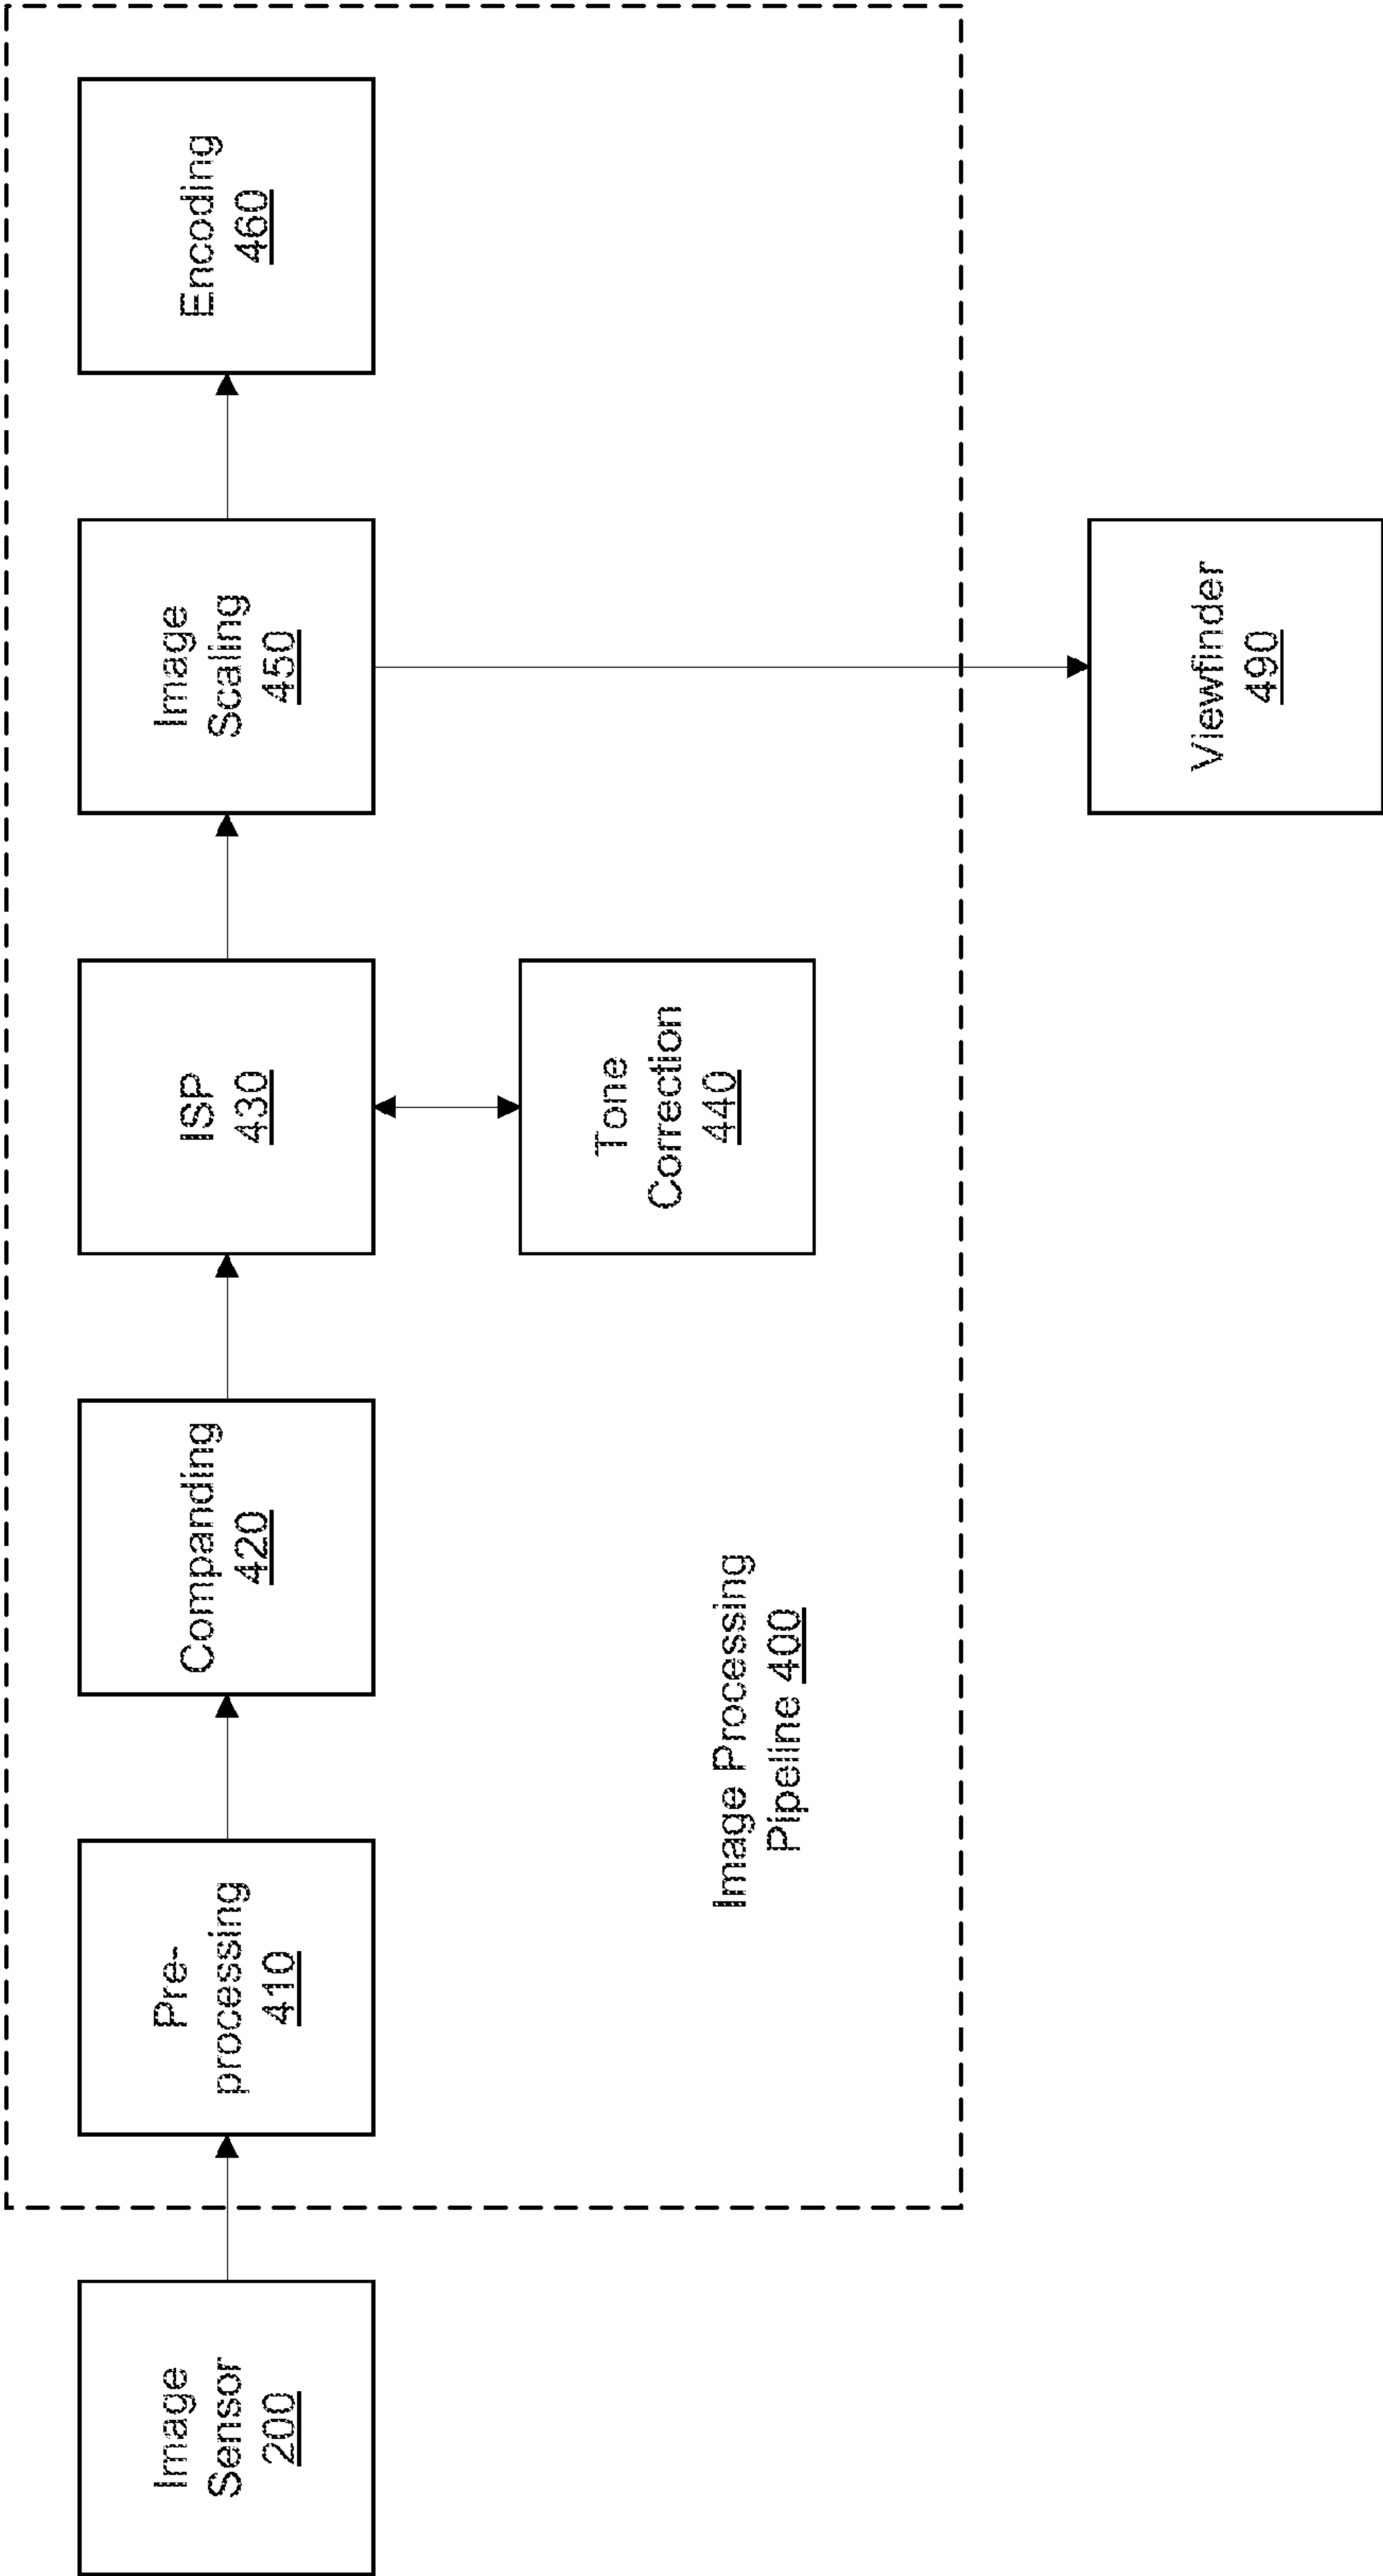 Image
Sensor
200
Pre-
processing
410
Companding
420
ISP
430
Image
Scaling
450
Encoding
460
Tone
Correction
440
Image Processing
Pipeline 400
Viewfinder
490